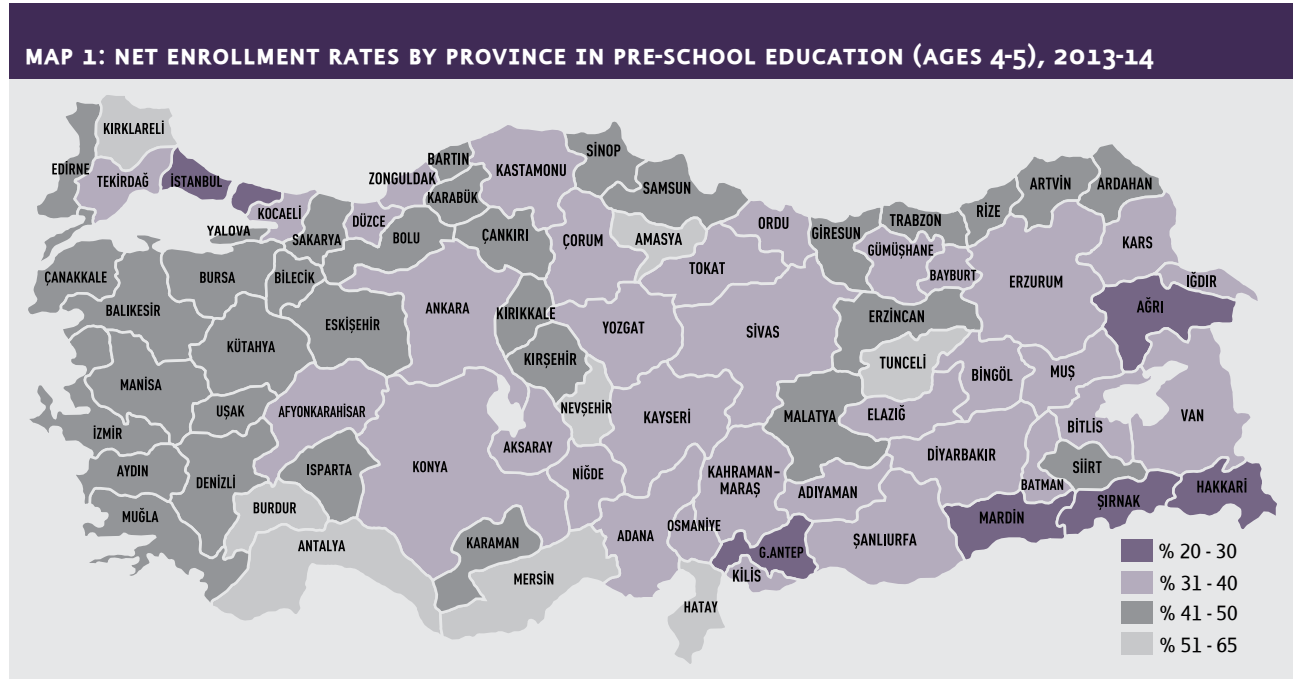 MAP 1: NET ENROLLMENT RATES BY PROVINCE IN PRE-SCHOOL EDUCATION (AGES 4-5), 2013-14
KIRKLARELİ
EDİRNE
TEKİRDAĞ
İSTANBUL
KOCAELİ
YALOVA
SAKARYA
DÜZCE
ZONGULDAK
BARTIN
KARABÜK
KASTAMONU
SİNOP
SAMSUN
BOLU
ÇANKIRI
ÇORUM
AMASYA
ORDU
TOKAT
GİRESUN
TRABZON
GÜMÜŞHANE
BAYBURT
RİZE
ARTVİN
ARDAHAN
KARS
IĞDIR
AĞRI
ERZURUM
ERZİNCAN
ÇANAKKALE
BALIKESİR
BURSA
BİLECİK
ESKİŞEHİR
KÜTAHYA
ANKARA
KIRIKKALE
KIRŞEHİR
YOZGAT
SİVAS
TUNCELİ
BİNGÖL
MUŞ
MANİSA
UŞAK
AFYONKARAHİSAR
İZMİR
AYDIN
DENİZLİ
ISPARTA
KONYA
AKSARAY
NEVŞEHİR
KAYSERİ
MALATYA
ELAZIĞ
BİTLİS
VAN
DİYARBAKIR
BATMAN
SİİRT
MUĞLA
BURDUR
ANTALYA
KARAMAN
MERSİN
NİĞDE
ADANA
OSMANİYE
KAHRAMAN-
MARAŞ
ADIYAMAN
G.ANTEP
KİLİS
HATAY
ŞANLIURFA
MARDİN
ŞIRNAK
HAKKARİ
% 20 - 30
% 31 - 40
% 41 - 50
% 51 - 65